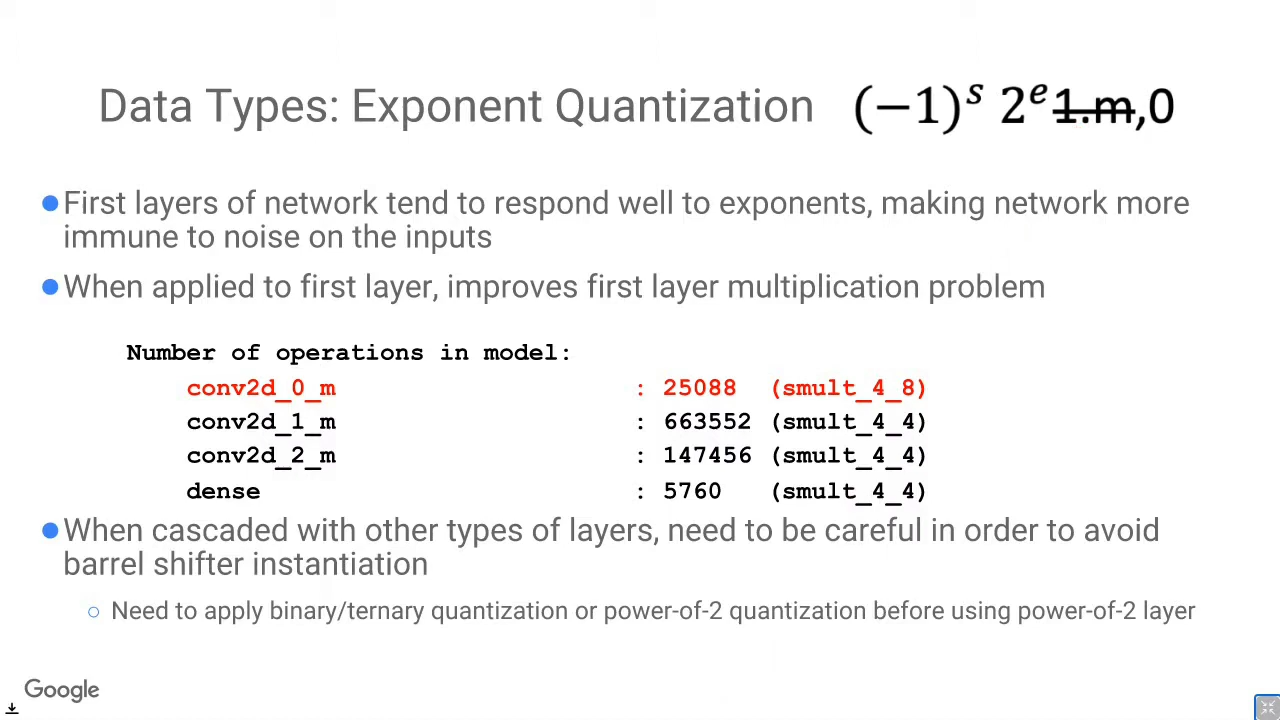 Data Types: Exponent Quantization (−1)^s 2^e 1.m,0
●First layers of network tend to respond well to exponents, making network more
immune to noise on the inputs
●When applied to first layer, improves first layer multiplication problem
Number of operations in model:
conv2d_0_m : 25088 (smult_4_8)
conv2d_1_m : 663552 (smult_4_4)
conv2d_2_m : 147456 (smult_4_4)
dense : 5760 (smult_4_4)
●When cascaded with other types of layers, need to be careful in order to avoid
barrel shifter instantiation
○ Need to apply binary/ternary quantization or power-of-2 quantization before using power-of-2 layer
Google